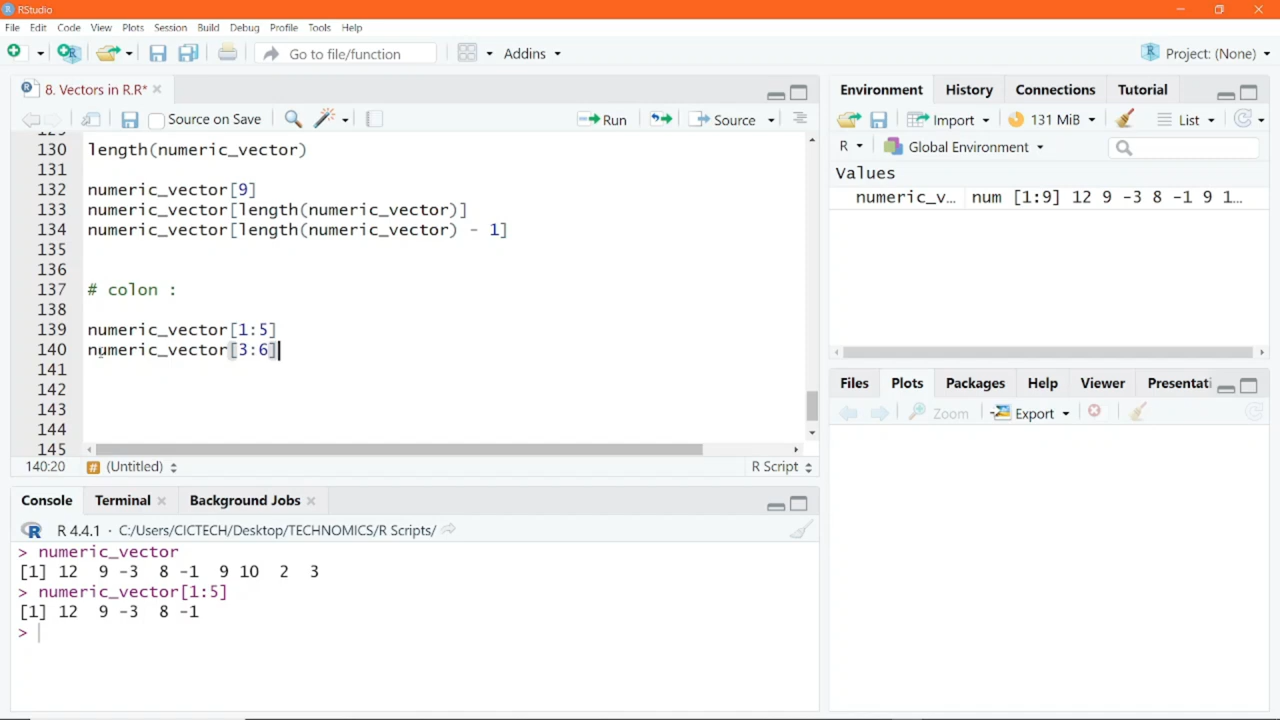 RStudio
File Edit Code View Plots Session Build Debug Profile Tools Help
Go to file/function Addins Project: (None)
8. Vectors in R.R*
Source on Save Run Source
130 length(numeric_vector)
131
132 numeric_vector[9]
133 numeric_vector[length(numeric_vector)]
134 numeric_vector[length(numeric_vector) - 1]
135
136
137 # colon :
138
139 numeric_vector[1:5]
140 numeric_vector[3:6]
141
142
143
144
145
140:20 # (Untitled) R Script
Console Terminal Background Jobs
R 4.4.1 · C:/Users/CICTECH/Desktop/TECHNOMICS/R Scripts/
> numeric_vector
[1] 12 9 -3 8 -1 9 10 2 3
> numeric_vector[1:5]
[1] 12 9 -3 8 -1
>
Environment History Connections Tutorial
Import 131 MiB List
R Global Environment
Values
numeric_v… num [1:9] 12 9 -3 8 -1 9 1…
Files Plots Packages Help Viewer Presentati
Zoom Export